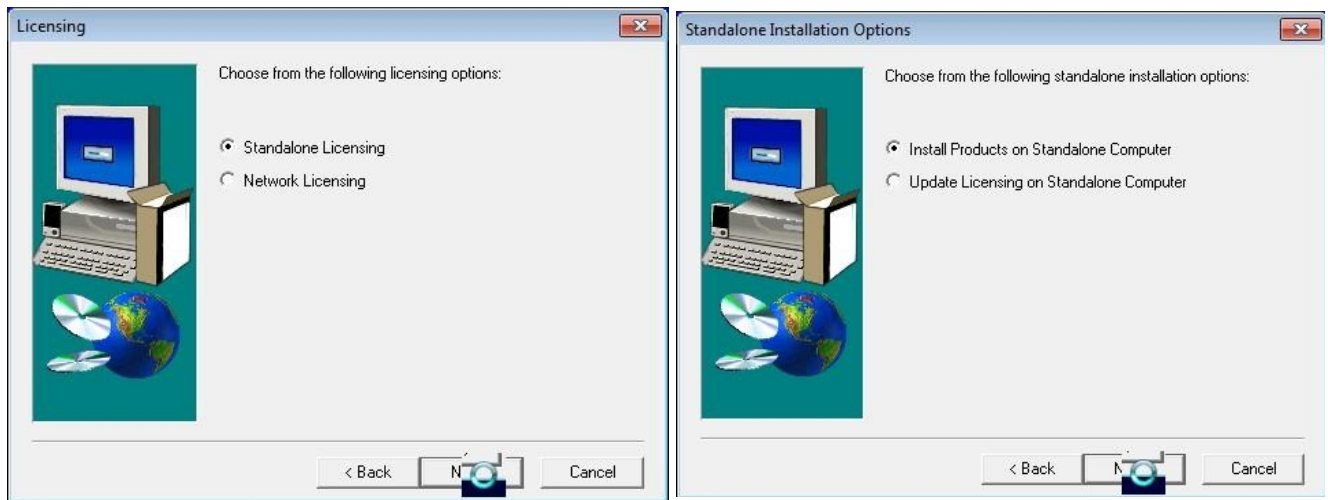 Licensing
Choose from the following licensing options:
Standalone Licensing
Network Licensing
< Back
Cancel
Standalone Installation Options
Choose from the following standalone installation options:
Install Products on Standalone Computer
Update Licensing on Standalone Computer
< Back
Cancel